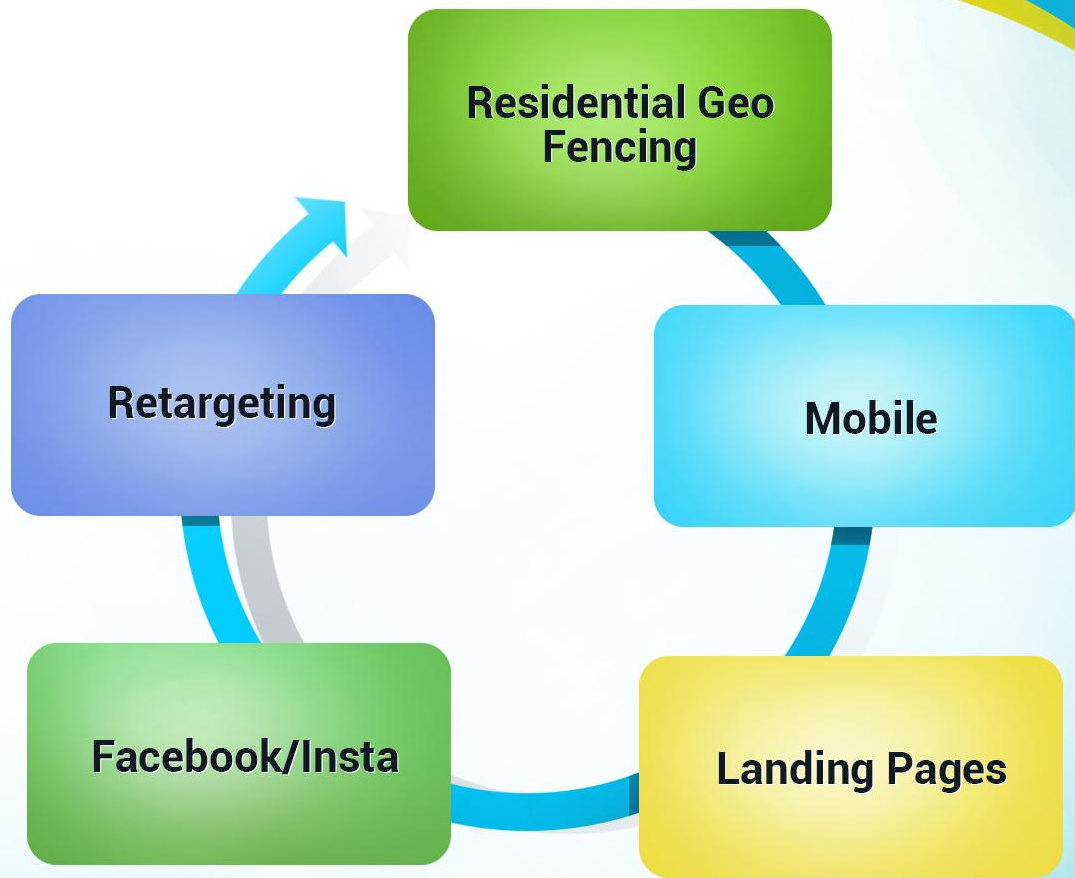 Residential Geo
Fencing
Retargeting
Mobile
Facebook/Insta
Landing Pages